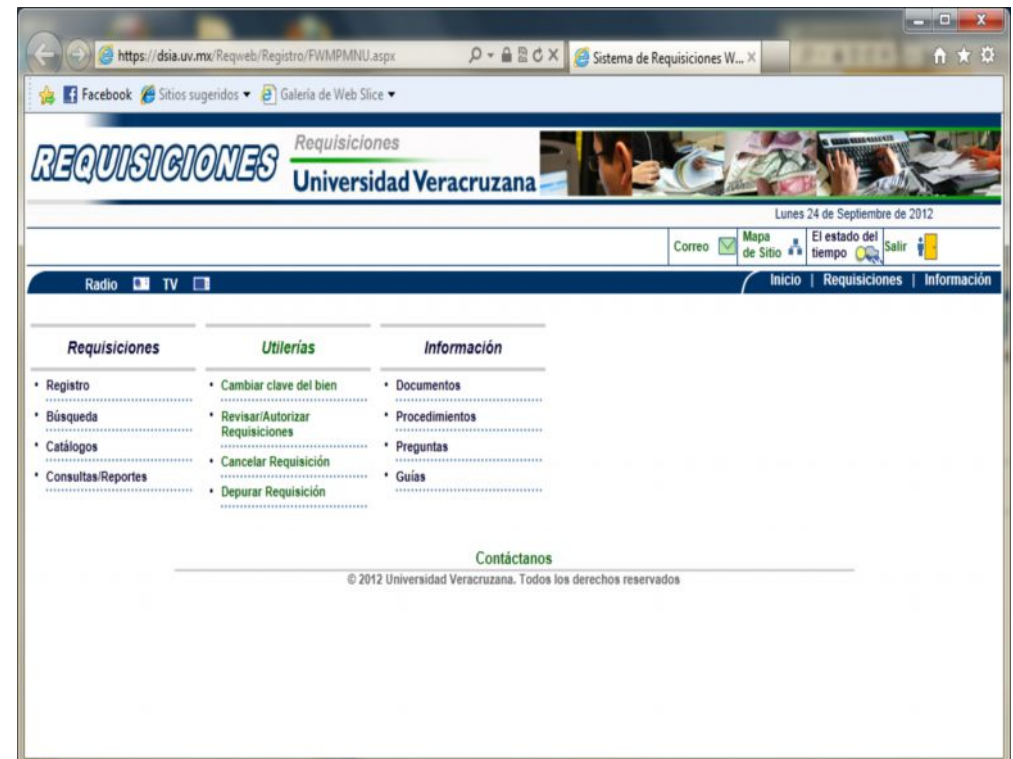 https://dsia.uv.mx/Reqweb/Registro/FWMPMNU.aspx
Sistema de Requisiciones W...
Facebook Sitios sugeridos Galería de Web Slice
REQUISICIONES
Requisiciones
Universidad Veracruzana
Lunes 24 de Septiembre de 2012
Correo
Mapa
de Sitio
El estado del
tiempo
Salir
Radio TV
Inicio | Requisiciones | Información
Requisiciones
• Registro
• Búsqueda
• Catálogos
• Consultas/Reportes
Utilerías
• Cambiar clave del bien
• Revisar/Autorizar
Requisiciones
• Cancelar Requisición
• Depurar Requisición
Información
• Documentos
• Procedimientos
• Preguntas
• Guías
Contáctanos
© 2012 Universidad Veracruzana. Todos los derechos reservados